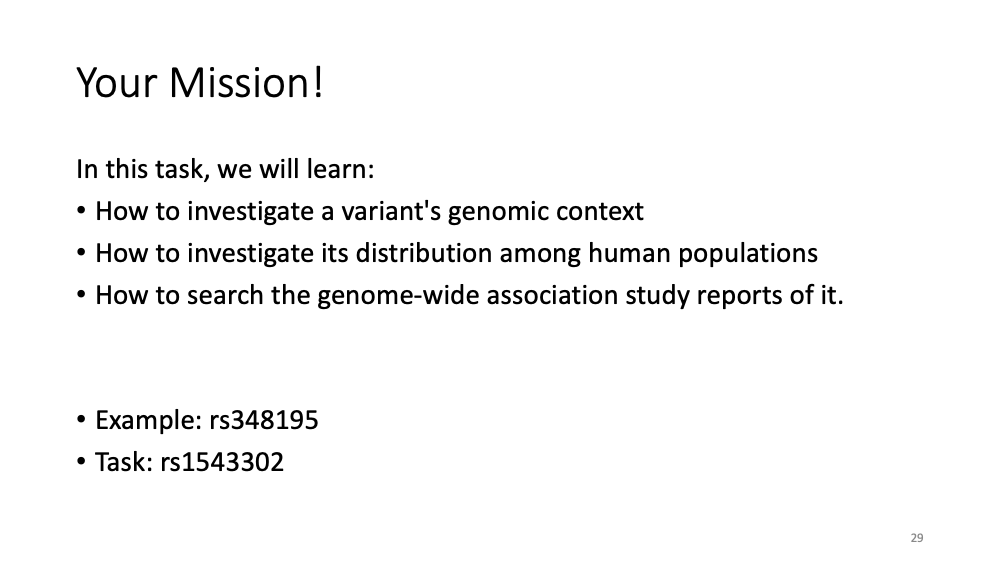 Your Mission!
In this task, we will learn:
• How to investigate a variant's genomic context
• How to investigate its distribution among human populations
• How to search the genome-wide association study reports of it.
• Example: rs348195
• Task: rs1543302
29